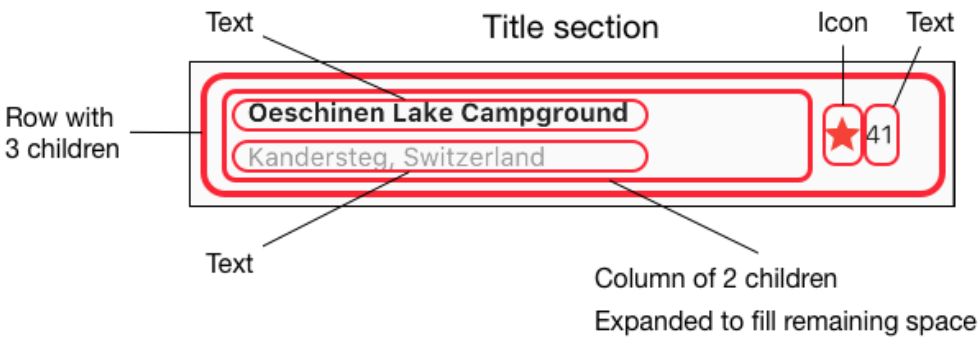 Text
Title section
Icon
Text
Row with
3 children
Oeschinen Lake Campground
41
Kandersteg, Switzerland
Text
Column of 2 children
Expanded to fill remaining space